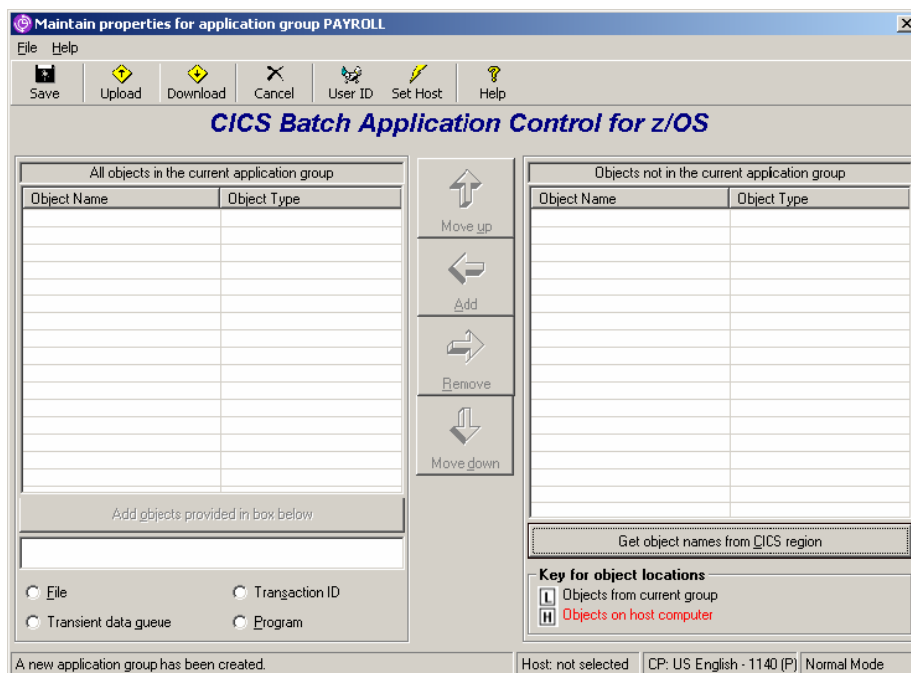 Maintain properties for application group PAYROLL
File Help
Save Upload Download Cancel User ID Set Host Help
CICS Batch Application Control for z/OS
All objects in the current application group
Object Name Object Type
Move up
Add
Remove
Move down
Objects not in the current application group
Object Name Object Type
Add objects provided in box below
File Transaction ID
Transient data queue Program
Get object names from CICS region
Key for object locations
L Objects from current group
H Objects on host computer
A new application group has been created. Host: not selected CP: US English - 1140 (P) Normal Mode